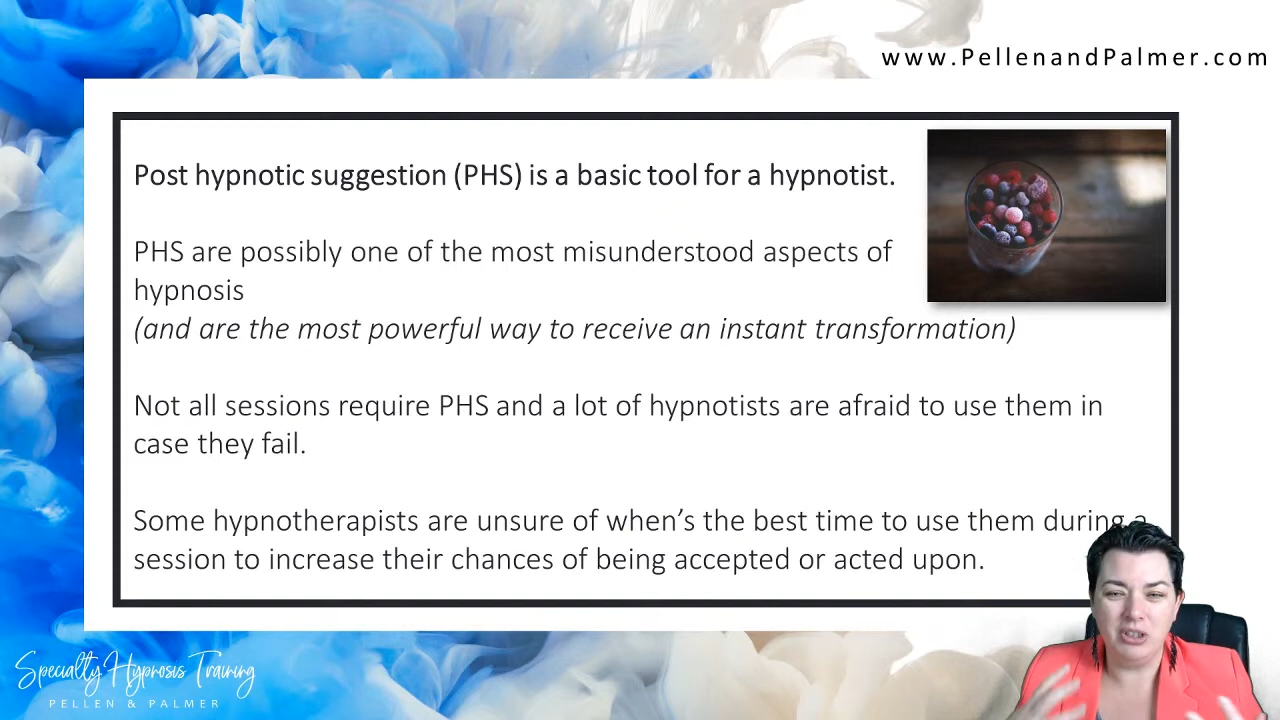 www.PellenandPalmer.com
Post hypnotic suggestion (PHS) is a basic tool for a hypnotist.
PHS are possibly one of the most misunderstood aspects of
hypnosis
(and are the most powerful way to receive an instant transformation)
Not all sessions require PHS and a lot of hypnotists are afraid to use them in
case they fail.
Some hypnotherapists are unsure of when’s the best time to use them during a
session to increase their chances of being accepted or acted upon.
Specialty Hypnosis Training
PELLEN & PALMER